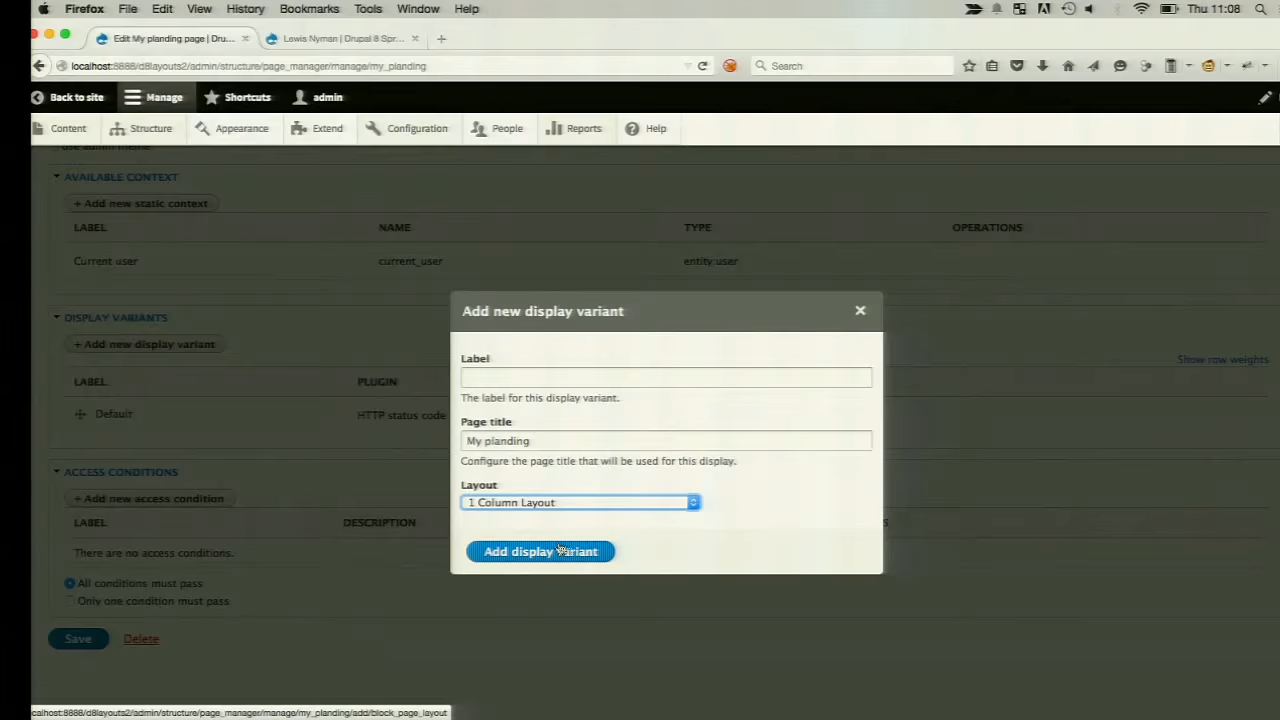 Firefox File Edit View History Bookmarks Tools Window Help Thu 11:08
Edit My planding page | Dru... Lewis Nyman | Drupal 8 Spr...
localhost:8888/d8layouts2/admin/structure/page_manager/manage/my_planding Search
Back to site Manage Shortcuts admin
Content Structure Appearance Extend Configuration People Reports Help
use admin theme
AVAILABLE CONTEXT
+ Add new static context
LABEL NAME TYPE OPERATIONS
Current user current_user entity:user
Add new display variant
DISPLAY VARIANTS
+ Add new display variant
Show row weights
LABEL PLUGIN
Default HTTP status code
Label
The label for this display variant.
Page title
My planding
Configure the page title that will be used for this display.
Layout
1 Column Layout
Add display variant
ACCESS CONDITIONS
+ Add new access condition
LABEL DESCRIPTION
There are no access conditions.
All conditions must pass
Only one condition must pass
Save Delete
ocalhost:8888/d8layouts2/admin/structure/page_manager/manage/my_planding/add/block_page_layout